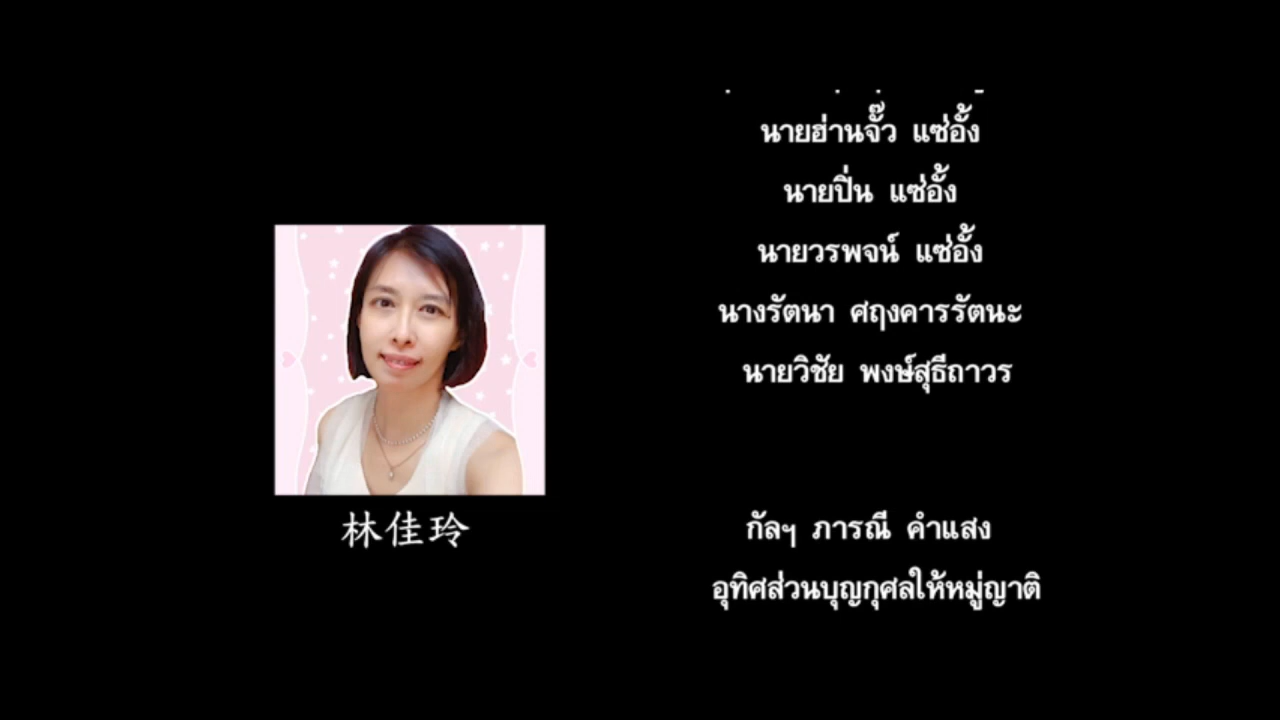 林佳玲
นายฮ่านจั๊ว แซ่อั้ง
นายปิ่น แซ่อั้ง
นายวรพจน์ แซ่อั้ง
นางรัตนา ศฤงคารรัตนะ
นายวิชัย พงษ์สุธีถาวร
กัลฯ ภารณี คำแสง
อุทิศส่วนบุญกุศลให้หมู่ญาติ